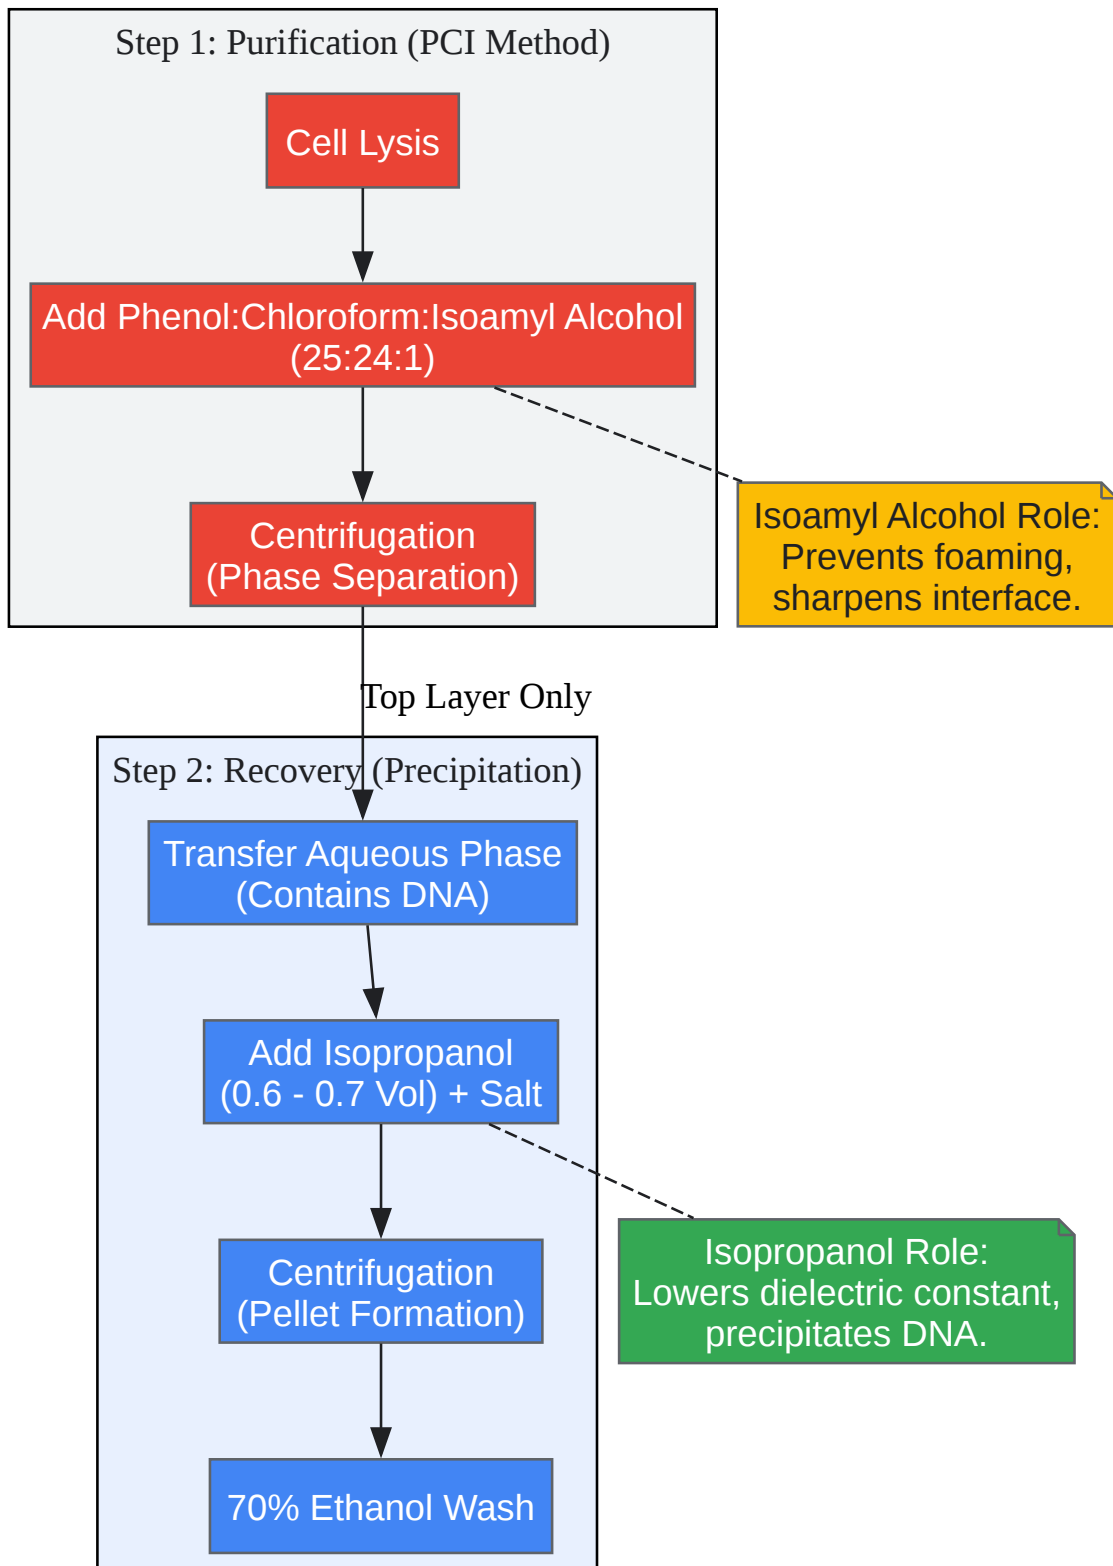 Step 1: Purification (PCI Method)
Cell Lysis
Add Phenol:Chloroform:Isoamyl Alcohol
(25:24:1)
Centrifugation
(Phase Separation)
Isoamyl Alcohol Role:
Prevents foaming,
sharpens interface.
Top Layer Only
Step 2: Recovery (Precipitation)
Transfer Aqueous Phase
(Contains DNA)
Add Isopropanol
(0.6 - 0.7 Vol) + Salt
Centrifugation
(Pellet Formation)
Isopropanol Role:
Lowers dielectric constant,
precipitates DNA.
70% Ethanol Wash